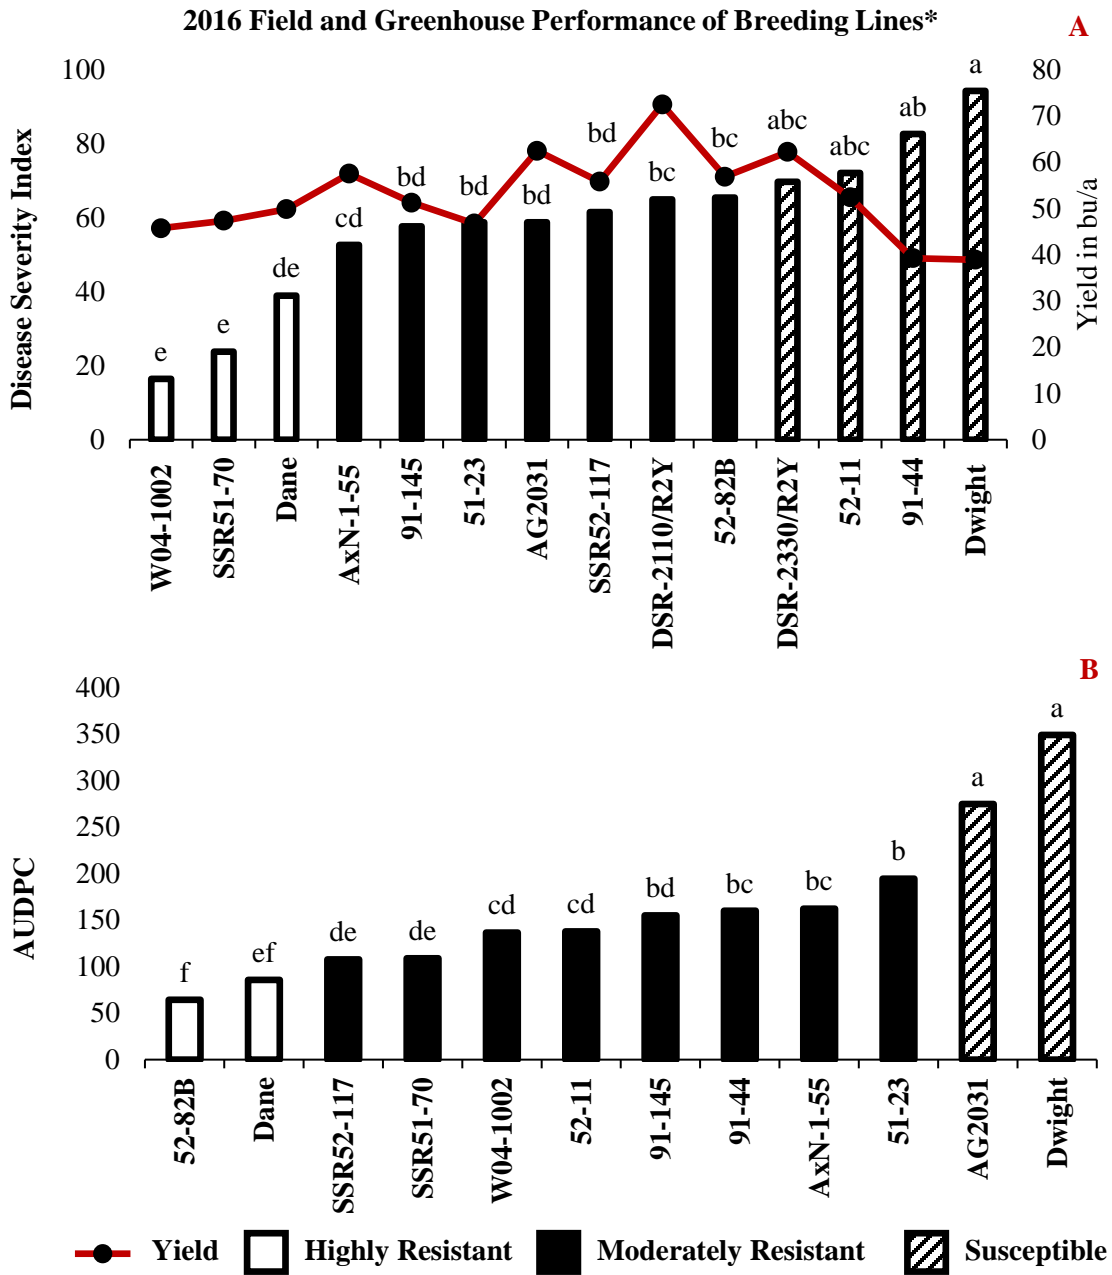 2016 Field and Greenhouse Performance of Breeding Lines*
A
Disease Severity Index
100
80
60
40
20
0
e
e
de
cd
bd
bd
bd
bd
bc
bc
abc
abc
ab
a
80
70
60
50
40
30
20
10
0
Yield in bu/a
W04-1002
SSR51-70
Dane
AxN-1-55
91-145
51-23
AG2031
SSR52-117
DSR-2110/R2Y
52-82B
DSR-2330/R2Y
52-11
91-44
Dwight
B
AUDPC
400
350
300
250
200
150
100
50
0
f
ef
de
de
cd
cd
bd
bc
bc
b
a
a
52-82B
Dane
SSR52-117
SSR51-70
W04-1002
52-11
91-145
91-44
AxN-1-55
51-23
AG2031
Dwight
Yield
Highly Resistant
Moderately Resistant
Susceptible